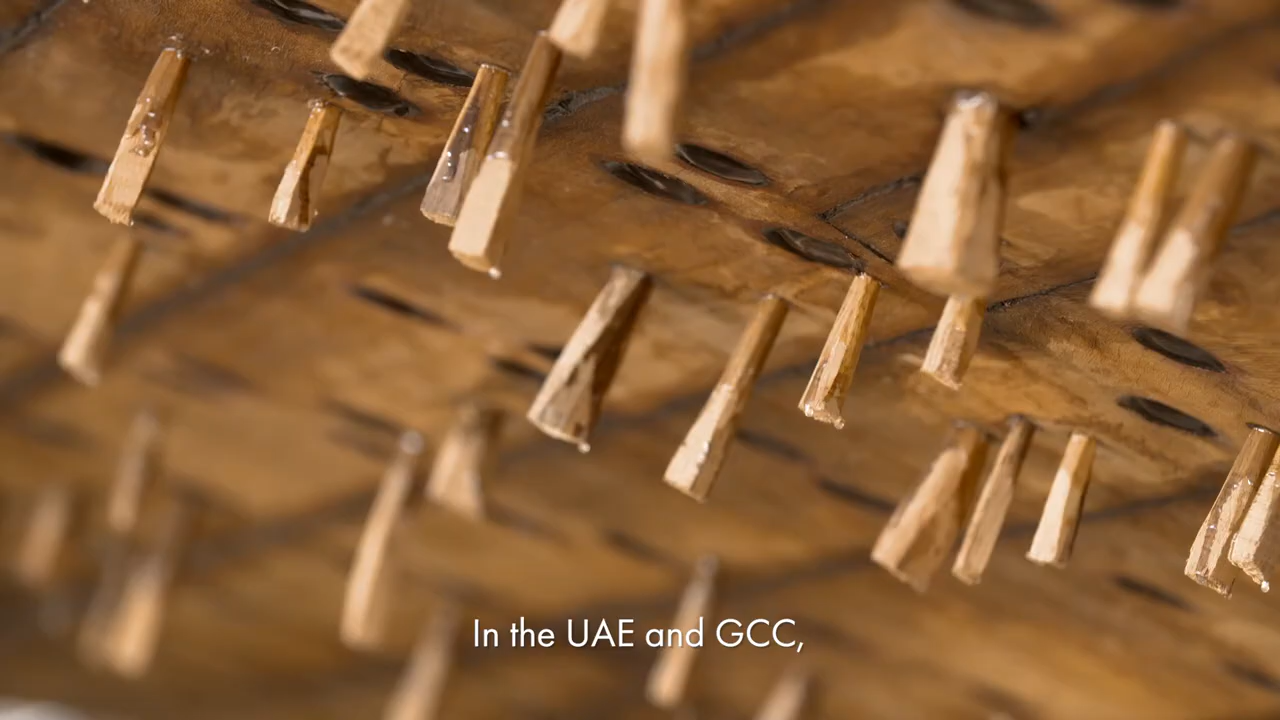 In the UAE and GCC,